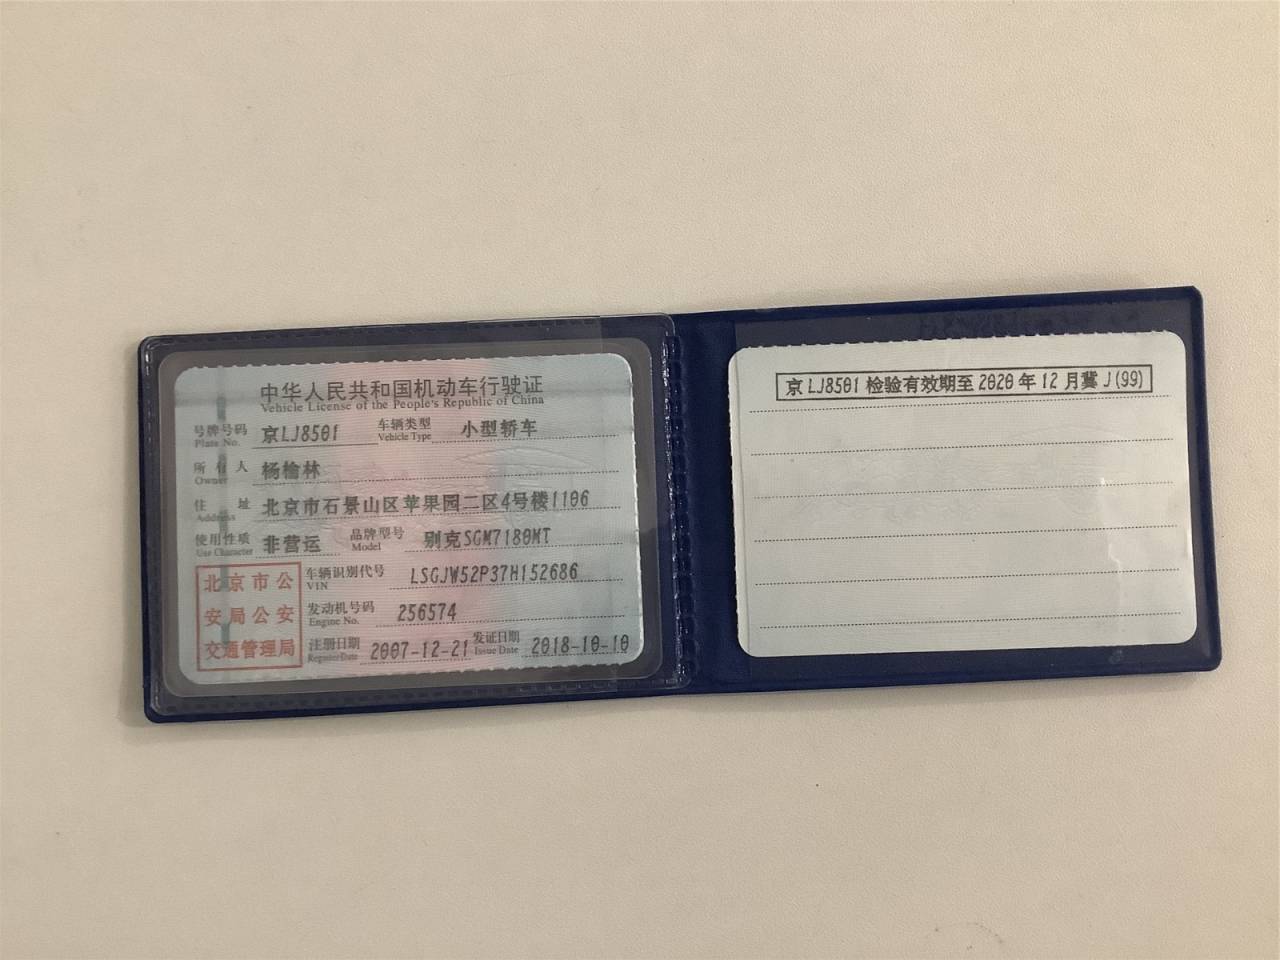 中华人民共和国机动车行驶证
Vehicle License of the People's Republic of China
号牌号码 京LJ8501 车辆类型 小型轿车
Plate No. Vehicle Type
所有人 杨榆林
Owner
住址 北京市石景山区苹果园二区4号楼1106
Address
使用性质 非营运 品牌型号 别克SGM7180MT
Use Character Model
北京市公安局公安交通管理局
车辆识别代号 LSGJW52P37H152686
VIN
发动机号码 256574
Engine No.
注册日期 2007-12-21 发证日期 2018-10-10
Register Date Issue Date
京LJ8501检验有效期至2020年12月冀J(99)